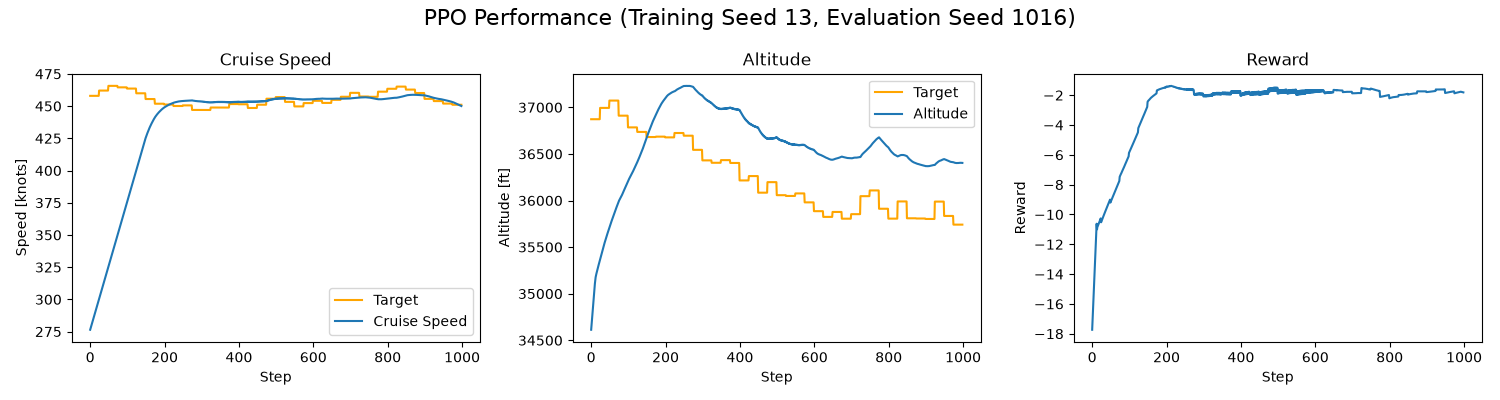 PPO Performance (Training Seed 13, Evaluation Seed 1016)
Cruise Speed
475
450
425
400
375
350
325
300
275
Speed [knots]
0 200 400 600 800 1000
Step
Target
Cruise Speed
Altitude
37000
36500
36000
35500
35000
34500
Altitude [ft]
0 200 400 600 800 1000
Step
Target
Altitude
Reward
−2
−4
−6
−8
−10
−12
−14
−16
−18
Reward
0 200 400 600 800 1000
Step